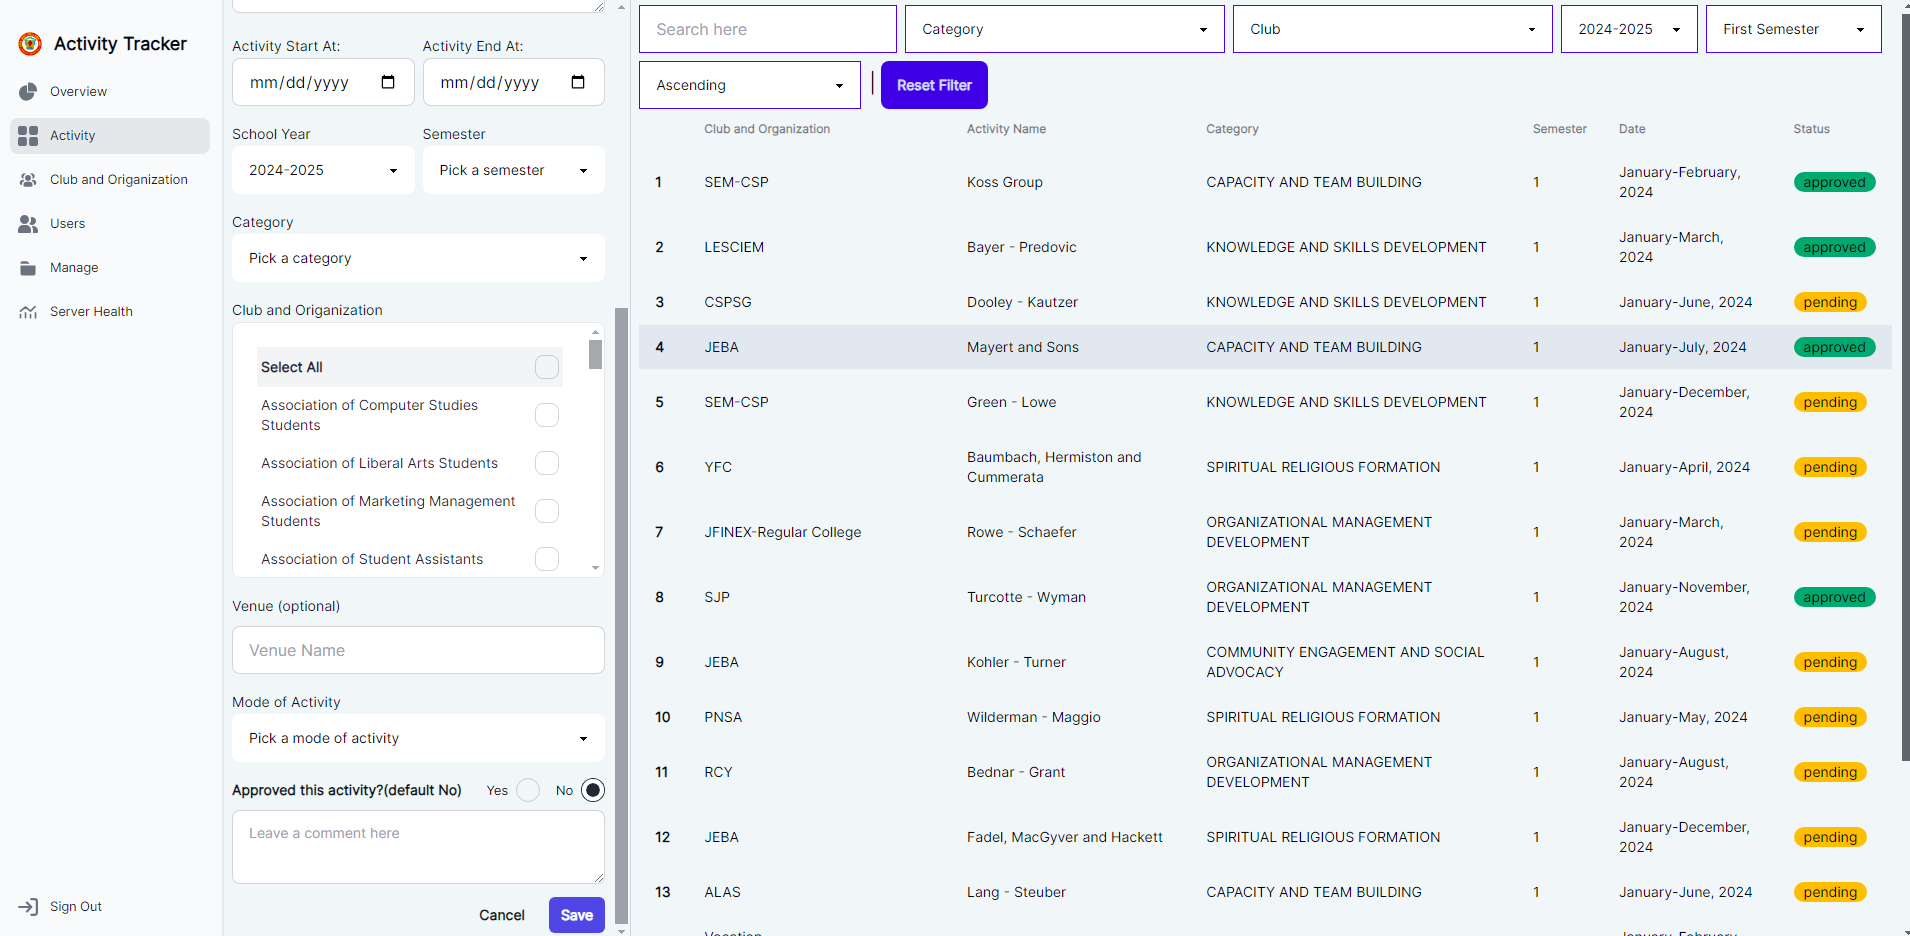 Activity Tracker
Overview
Activity
Club and Origanization
Users
Manage
Server Health
Sign Out
Activity Start At:
Activity End At:
mm/dd/yyyy
mm/dd/yyyy
School Year
Semester
2024-2025
Pick a semester
Category
Pick a category
Club and Origanization
Select All
Association of Computer Studies
Students
Association of Liberal Arts Students
Association of Marketing Management
Students
Association of Student Assistants
Venue (optional)
Venue Name
Mode of Activity
Pick a mode of activity
Approved this activity?(default No) Yes No
Leave a comment here
Cancel Save
Search here
Category
Club
2024-2025
First Semester
Ascending
Reset Filter
Club and Organization Activity Name Category Semester Date Status
1 SEM-CSP Koss Group CAPACITY AND TEAM BUILDING 1 January-February,
2024 approved
2 LESCIEM Bayer - Predovic KNOWLEDGE AND SKILLS DEVELOPMENT 1 January-March,
2024 approved
3 CSPSG Dooley - Kautzer KNOWLEDGE AND SKILLS DEVELOPMENT 1 January-June, 2024 pending
4 JEBA Mayert and Sons CAPACITY AND TEAM BUILDING 1 January-July, 2024 approved
5 SEM-CSP Green - Lowe KNOWLEDGE AND SKILLS DEVELOPMENT 1 January-December,
2024 pending
6 YFC Baumbach, Hermiston and
Cummerata SPIRITUAL RELIGIOUS FORMATION 1 January-April, 2024 pending
7 JFINEX-Regular College Rowe - Schaefer ORGANIZATIONAL MANAGEMENT
DEVELOPMENT 1 January-March,
2024 pending
8 SJP Turcotte - Wyman ORGANIZATIONAL MANAGEMENT
DEVELOPMENT 1 January-November,
2024 approved
9 JEBA Kohler - Turner COMMUNITY ENGAGEMENT AND SOCIAL
ADVOCACY 1 January-August,
2024 pending
10 PNSA Wilderman - Maggio SPIRITUAL RELIGIOUS FORMATION 1 January-May, 2024 pending
11 RCY Bednar - Grant ORGANIZATIONAL MANAGEMENT
DEVELOPMENT 1 January-August,
2024 pending
12 JEBA Fadel, MacGyver and Hackett SPIRITUAL RELIGIOUS FORMATION 1 January-December,
2024 pending
13 ALAS Lang - Steuber CAPACITY AND TEAM BUILDING 1 January-June, 2024 pending